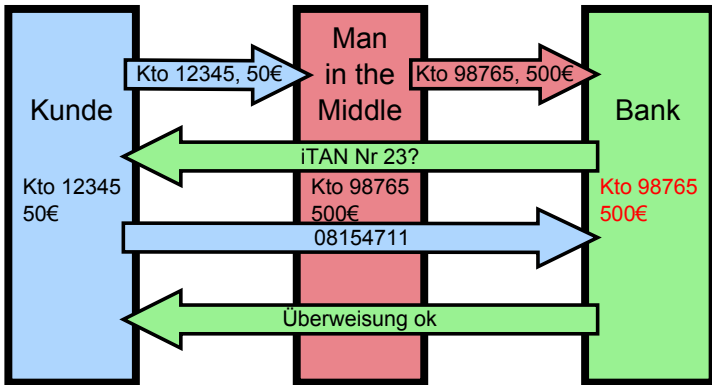 Man
in the
Middle
Kto 12345, 50€
Kto 98765, 500€
Kunde
Bank
iTAN Nr 23?
Kto 12345
50€
Kto 98765
500€
Kto 98765
500€
08154711
Überweisung ok